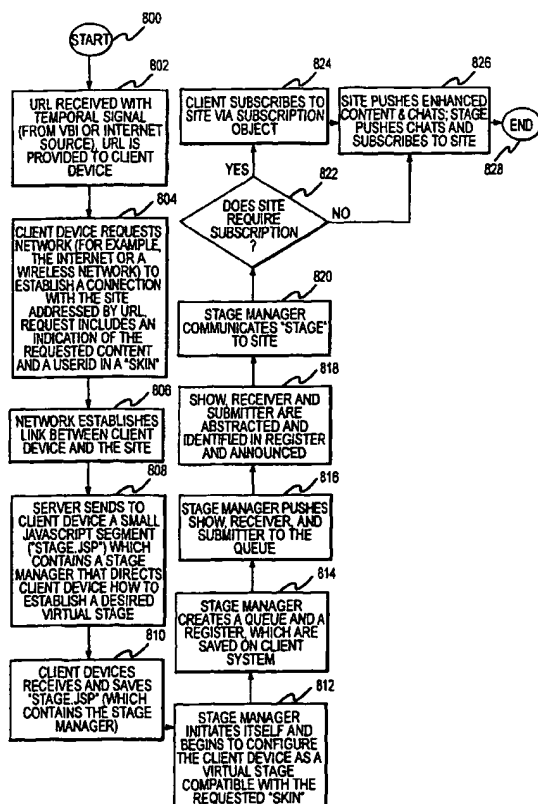 800
START
802
URL RECEIVED WITH
TEMPORAL SIGNAL
(FROM VBI OR INTERNET
SOURCE), URL IS
PROVIDED TO CLIENT
DEVICE
804
CLIENT DEVICE REQUESTS
NETWORK (FOR EXAMPLE,
THE INTERNET OR A
WIRELESS NETWORK) TO
ESTABLISH A CONNECTION
WITH THE SITE
ADDRESSED BY URL.
REQUEST INCLUDES AN
INDICATION OF THE
REQUESTED CONTENT
AND A USERID IN A "SKIN"
806
NETWORK ESTABLISHES
LINK BETWEEN CLIENT
DEVICE AND THE SITE
808
SERVER SENDS TO
CLIENT DEVICE A SMALL
JAVASCRIPT SEGMENT
("STAGE.JSP") WHICH
CONTAINS A STAGE
MANAGER THAT DIRECTS
CLIENT DEVICE HOW TO
ESTABLISH A DESIRED
VIRTUAL STAGE
810
CLIENT DEVICES
RECEIVES AND SAVES
"STAGE.JSP" (WHICH
CONTAINS THE STAGE
MANAGER)
812
STAGE MANAGER
INITIATES ITSELF AND
BEGINS TO CONFIGURE
THE CLIENT DEVICE AS A
VIRTUAL STAGE
COMPATIBLE WITH THE
REQUESTED "SKIN"
814
STAGE MANAGER
CREATES A QUEUE AND A
REGISTER, WHICH ARE
SAVED ON CLIENT
SYSTEM
816
STAGE MANAGER PUSHES
SHOW, RECEIVER, AND
SUBMITTER TO THE
QUEUE
818
SHOW, RECEIVER AND
SUBMITTER ARE
ABSTRACTED AND
IDENTIFIED IN REGISTER
AND ANNOUNCED
820
STAGE MANAGER
COMMUNICATES "STAGE"
TO SITE
822
DOES SITE
REQUIRE
SUBSCRIPTION
?
YES
NO
824
CLIENT SUBSCRIBES TO
SITE VIA SUBSCRIPTION
OBJECT
826
SITE PUSHES ENHANCED
CONTENT & CHATS; STAGE
PUSHES CHATS AND
SUBSCRIBES TO SITE
END
828